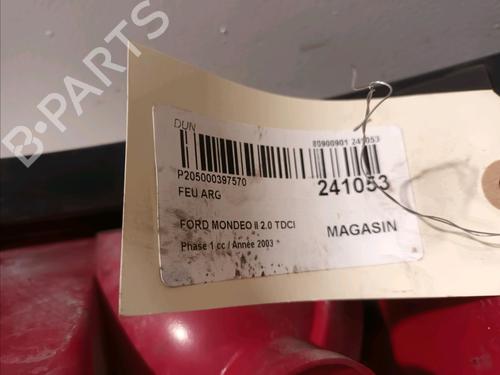 B-PARTS
DUN
80900901 241053
P205000397570
241053
FEU ARG
FORD MONDEO II 2.0 TDCI
MAGASIN
Phase 1 cc / Année 2003 *